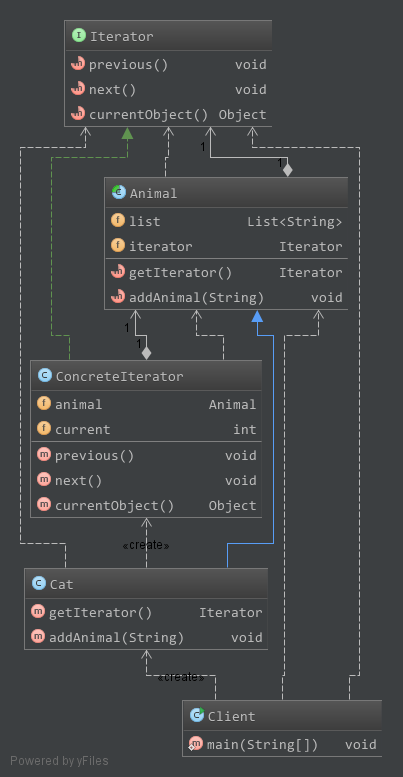 Iterator
previous() void
next() void
currentObject() Object
1
1
Animal
list List<String>
iterator Iterator
getIterator() Iterator
addAnimal(String) void
1
1
ConcreteIterator
animal Animal
current int
previous() void
next() void
currentObject() Object
«create»
Cat
getIterator() Iterator
addAnimal(String) void
«create»
Client
main(String[]) void
Powered by yFiles